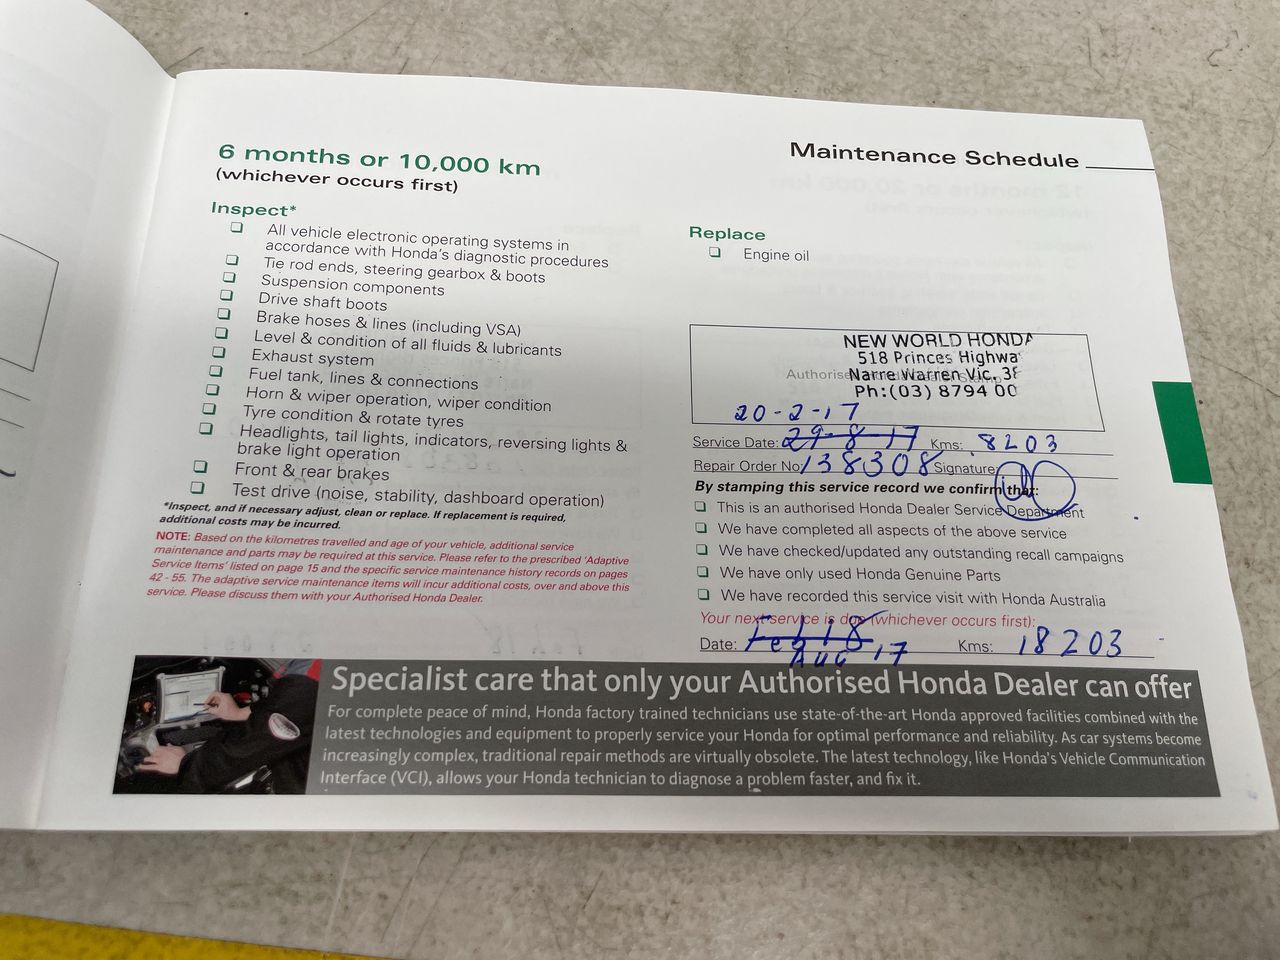 Maintenance Schedule
6 months or 10,000 km
(whichever occurs first)
Inspect*
All vehicle electronic operating systems in
accordance with Honda's diagnostic procedures
Tie rod ends, steering gearbox & boots
Suspension components
Drive shaft boots
Brake hoses & lines (including VSA)
Level & condition of all fluids & lubricants
Exhaust system
Fuel tank, lines & connections
Horn & wiper operation, wiper condition
Tyre condition & rotate tyres
Headlights, tail lights, indicators, reversing lights &
brake light operation
Front & rear brakes
Test drive (noise, stability, dashboard operation)
*Inspect, and if necessary adjust, clean or replace. If replacement is required,
additional costs may be incurred.
NOTE: Based on the kilometres travelled and age of your vehicle, additional service
maintenance and parts may be required at this service. Please refer to the prescribed 'Adaptive
Service Items' listed on page 15 and the specific service maintenance history records on pages
42 - 55. The adaptive service maintenance items will incur additional costs, over and above this
service. Please discuss them with your Authorised Honda Dealer.
Replace
Engine oil
NEW WORLD HONDA
518 Princes Highwa
Narre Warren Vic. 38
Ph:(03) 8794 00
20-2-17
Service Date: 29-8-17 Kms: 8203
Repair Order No: 138308 Signature:
By stamping this service record we confirm that:
This is an authorised Honda Dealer Service Department
We have completed all aspects of the above service
We have checked/updated any outstanding recall campaigns
We have only used Honda Genuine Parts
We have recorded this service visit with Honda Australia
Your next service is due (whichever occurs first):
Date: Feb 18 Kms: 18203
AUG 17
Specialist care that only your Authorised Honda Dealer can offer
For complete peace of mind, Honda factory trained technicians use state-of-the-art Honda approved facilities combined with the
latest technologies and equipment to properly service your Honda for optimal performance and reliability. As car systems become
increasingly complex, traditional repair methods are virtually obsolete. The latest technology, like Honda's Vehicle Communication
Interface (VCI), allows your Honda technician to diagnose a problem faster, and fix it.